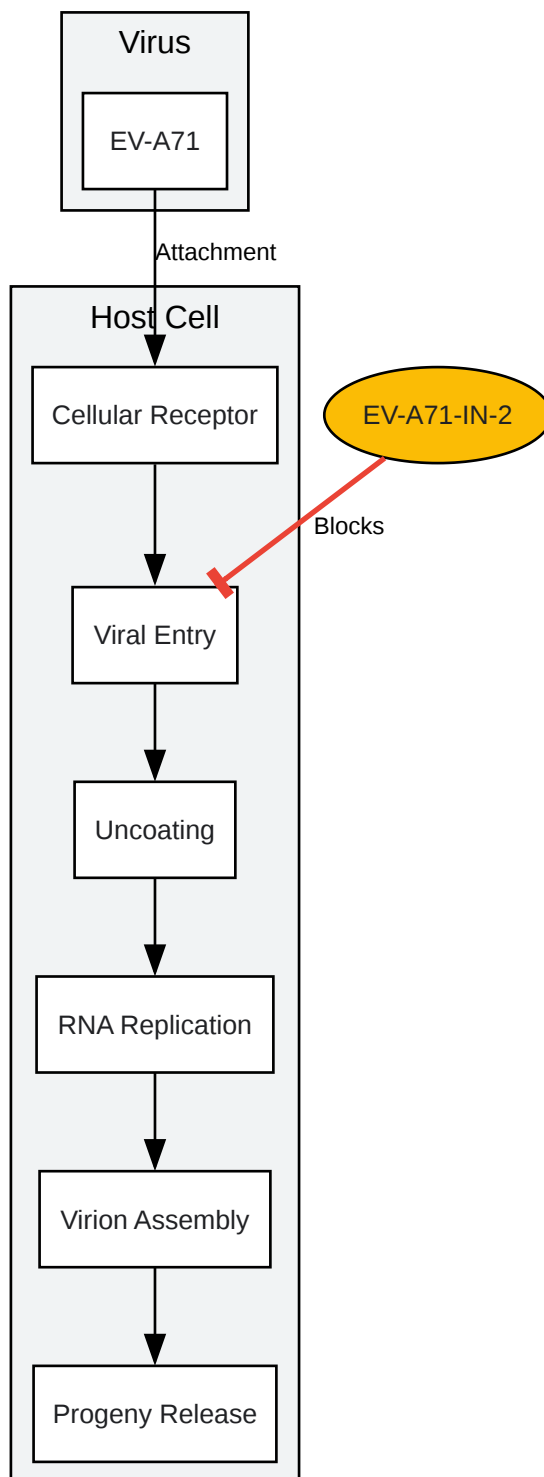 Virus
EV-A71
Attachment
Host Cell
Cellular Receptor
EV-A71-IN-2
Blocks
Viral Entry
Uncoating
RNA Replication
Virion Assembly
Progeny Release